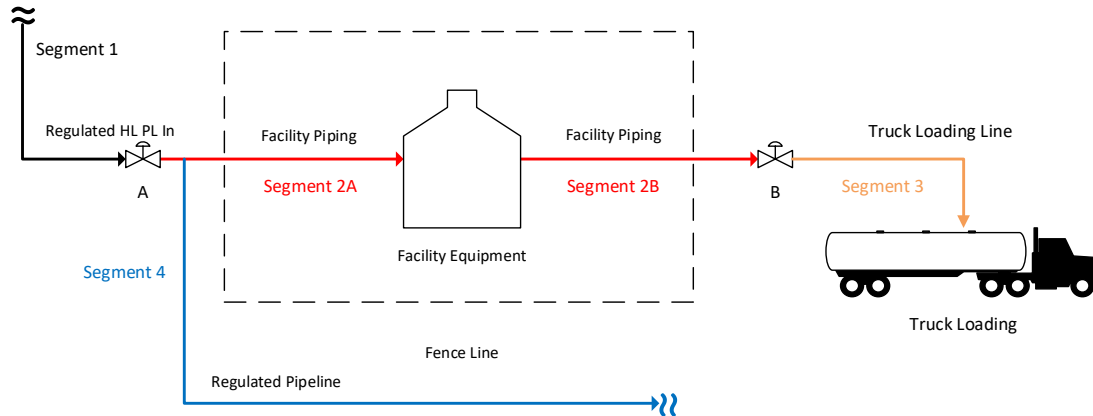 Segment 1
Regulated HL PL In
Facility Piping
Facility Piping
Truck Loading Line
A
Segment 2A
Segment 2B
B
Segment 3
Segment 4
Facility Equipment
Truck Loading
Fence Line
Regulated Pipeline